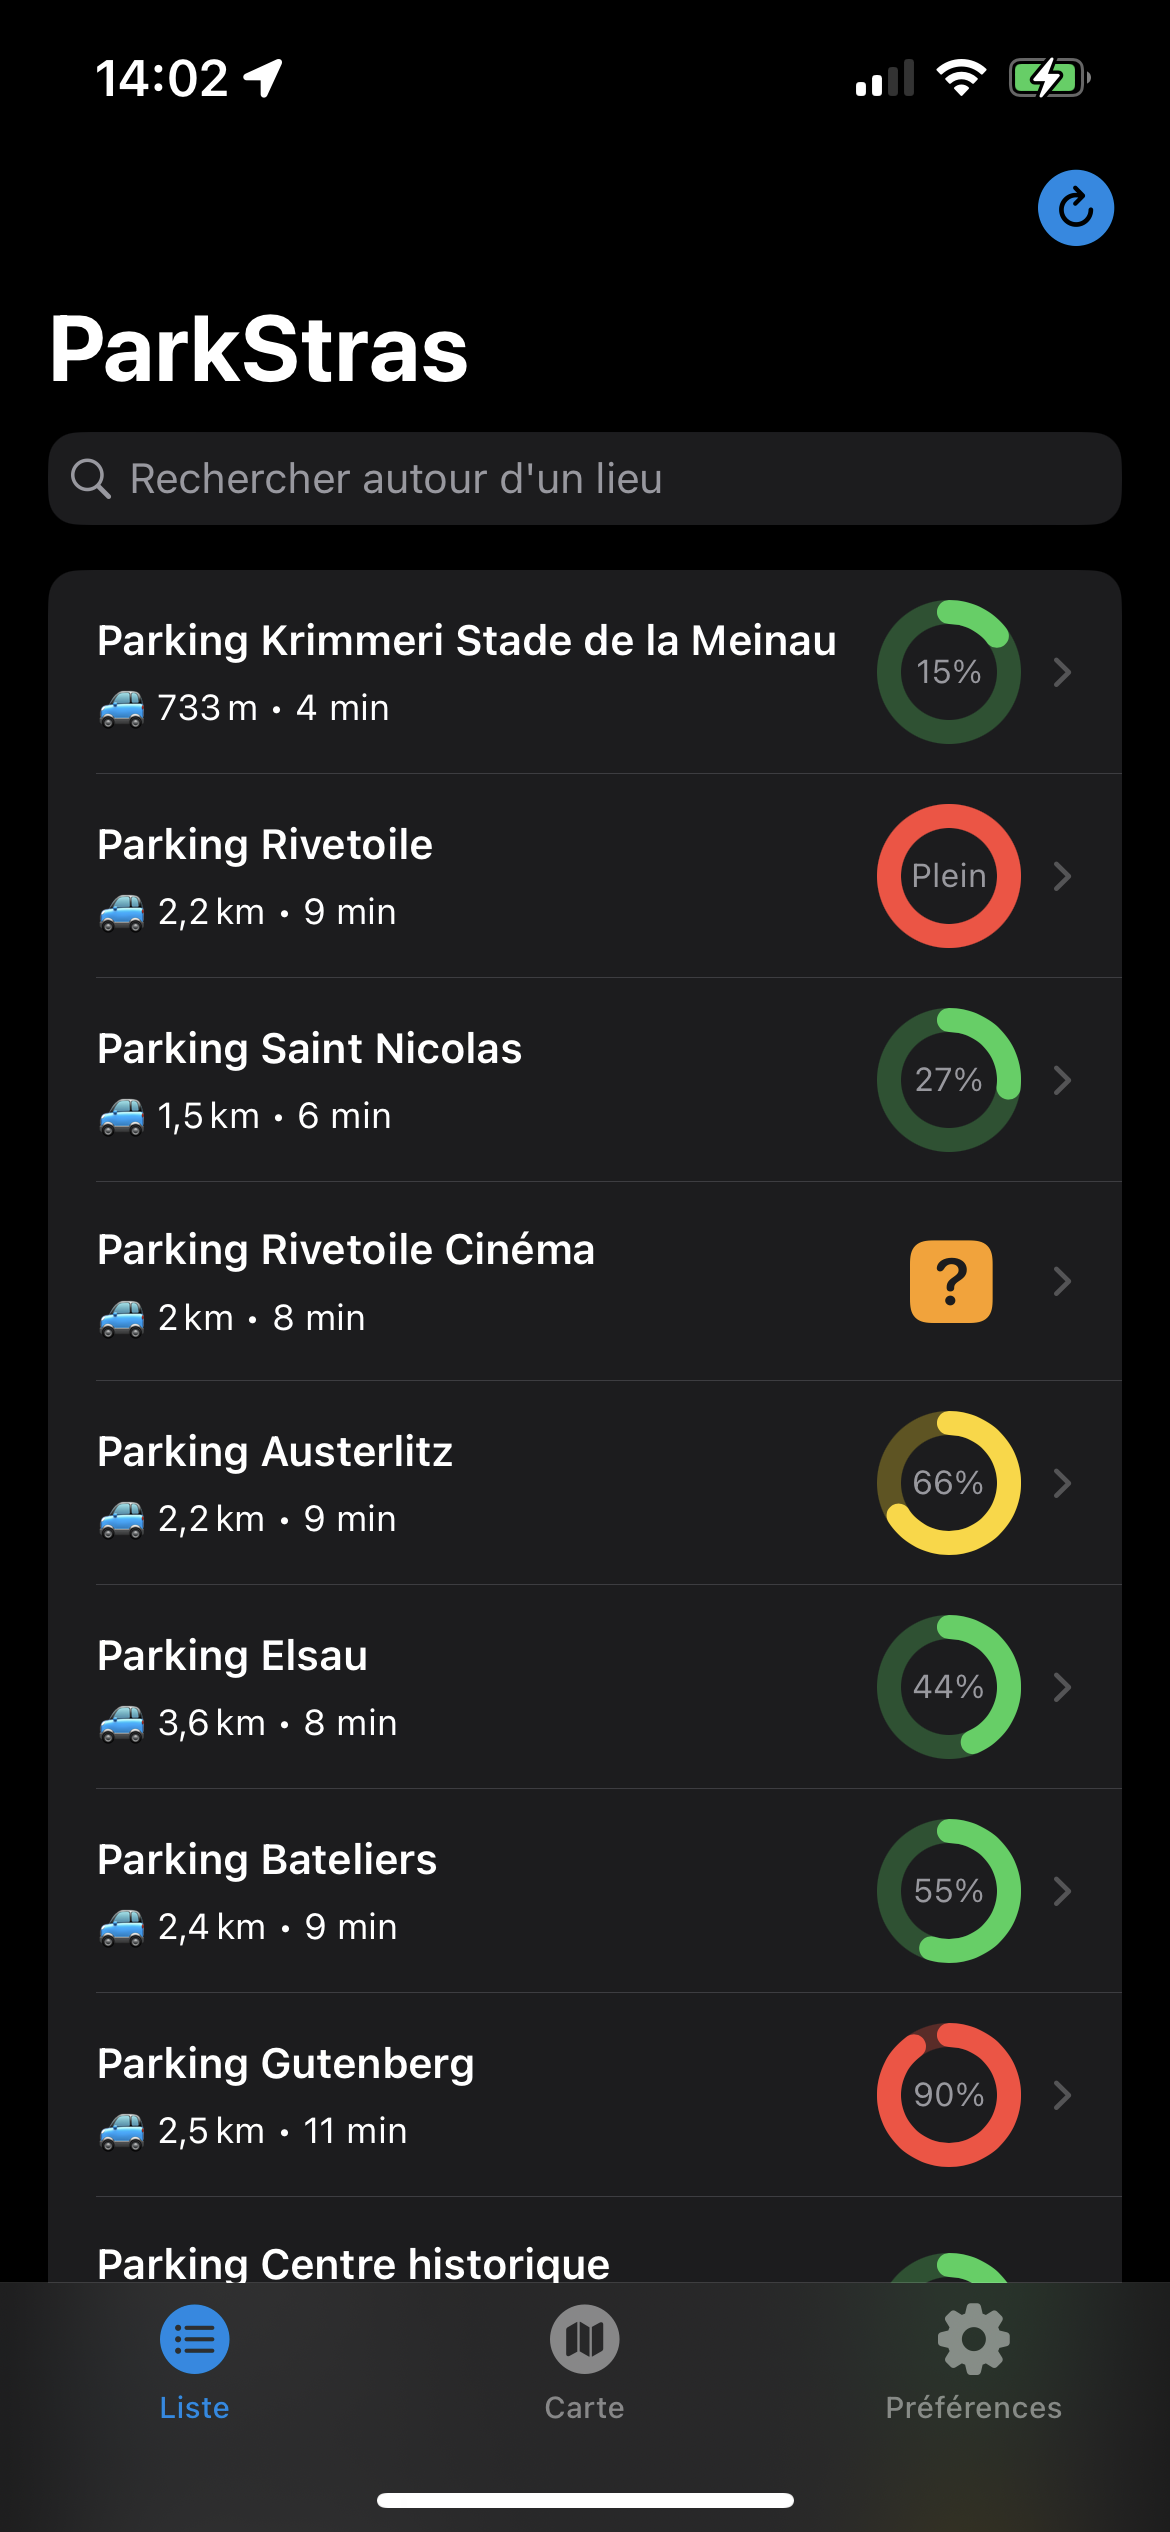 14:02
ParkStras
Rechercher autour d'un lieu
Parking Krimmeri Stade de la Meinau
733 m • 4 min
15%
Parking Rivetoile
2,2 km • 9 min
Plein
Parking Saint Nicolas
1,5 km • 6 min
27%
Parking Rivetoile Cinéma
2 km • 8 min
?
Parking Austerlitz
2,2 km • 9 min
66%
Parking Elsau
3,6 km • 8 min
44%
Parking Bateliers
2,4 km • 9 min
55%
Parking Gutenberg
2,5 km • 11 min
90%
Parking Centre historique
Liste
Carte
Préférences